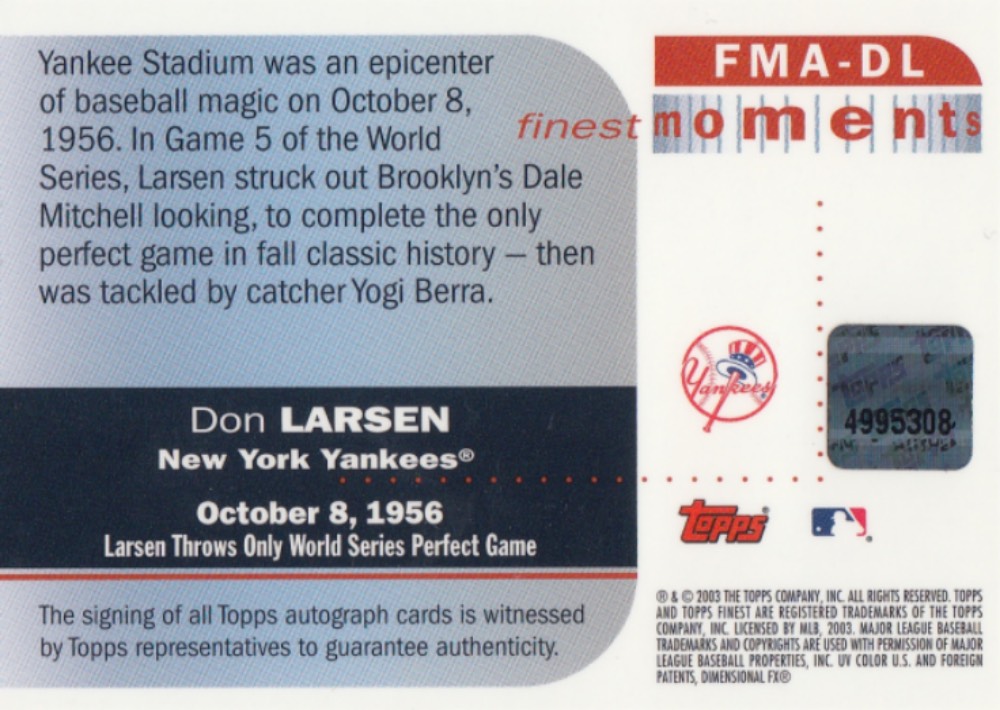 Yankee Stadium was an epicenter
of baseball magic on October 8,
1956. In Game 5 of the World
Series, Larsen struck out Brooklyn's Dale
Mitchell looking, to complete the only
perfect game in fall classic history — then
was tackled by catcher Yogi Berra.
Don LARSEN
New York Yankees®
October 8, 1956
Larsen Throws Only World Series Perfect Game
The signing of all Topps autograph cards is witnessed
by Topps representatives to guarantee authenticity.
FMA-DL
finest moments
Yankees
4995308
Topps
® & © 2003 THE TOPPS COMPANY, INC. ALL RIGHTS RESERVED. TOPPS
AND TOPPS FINEST ARE REGISTERED TRADEMARKS OF THE TOPPS
COMPANY, INC. LICENSED BY MLB, 2003. MAJOR LEAGUE BASEBALL
TRADEMARKS AND COPYRIGHTS ARE USED WITH PERMISSION OF MAJOR
LEAGUE BASEBALL PROPERTIES, INC. UV COLOR U.S. AND FOREIGN
PATENTS, DIMENSIONAL FX®